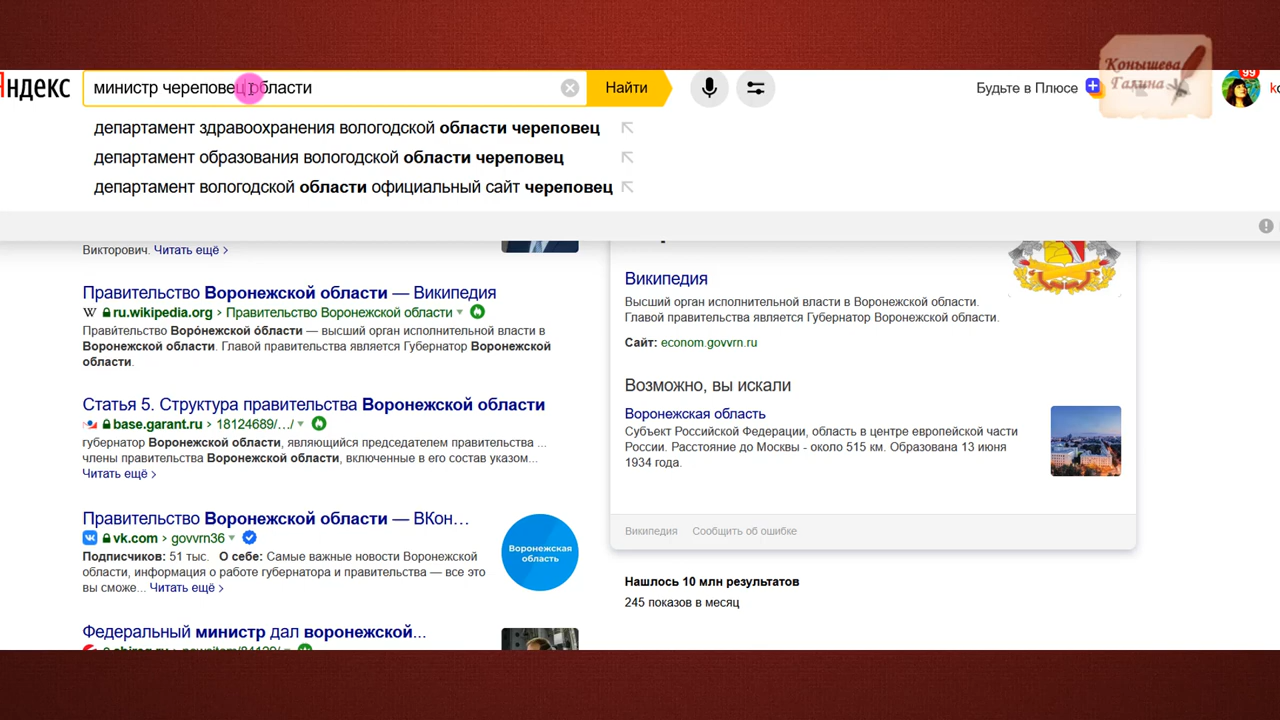 Яндекс
министр череповец области
Найти
Будьте в Плюсе
99
Конышева
Галина
департамент здравоохранения вологодской области череповец
департамент образования вологодской области череповец
департамент вологодской области официальный сайт череповец
Викторович. Читать ещё >
Правительство Воронежской области — Википедия
ru.wikipedia.org > Правительство Воронежской области
Прави́тельство Воро́нежской о́бласти — высший орган исполнительной власти в
Воронежской области. Главой правительства является Губернатор Воронежской
области.
Статья 5. Структура правительства Воронежской области
base.garant.ru > 18124689/…/
губернатор Воронежской области, являющийся председателем правительства ...
члены правительства Воронежской области, включенные в его состав указом...
Читать ещё >
Правительство Воронежской области — ВКон…
vk.com > govvrn36
Подписчиков: 51 тыс. О себе: Самые важные новости Воронежской
области, информация о работе губернатора и правительства — все это
вы сможе... Читать ещё >
Воронежская
область
Федеральный министр дал воронежской...
Википедия
Высший орган исполнительной власти в Воронежской области.
Главой правительства является Губернатор Воронежской области.
Сайт: econom.govvrn.ru
Возможно, вы искали
Воронежская область
Субъект Российской Федерации, область в центре европейской части
России. Расстояние до Москвы - около 515 км. Образована 13 июня
1934 года.
Википедия Сообщить об ошибке
Нашлось 10 млн результатов
245 показов в месяц